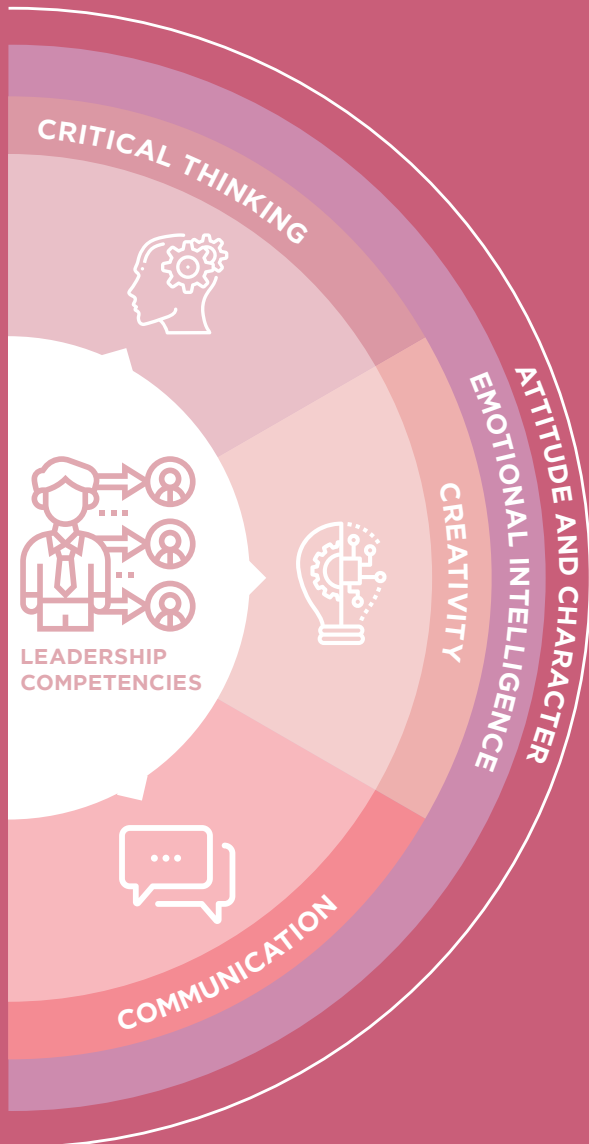 CRITICAL THINKING
ATTITUDE AND CHARACTER
EMOTIONAL INTELLIGENCE
CREATIVITY
LEADERSHIP
COMPETENCIES
COMMUNICATION